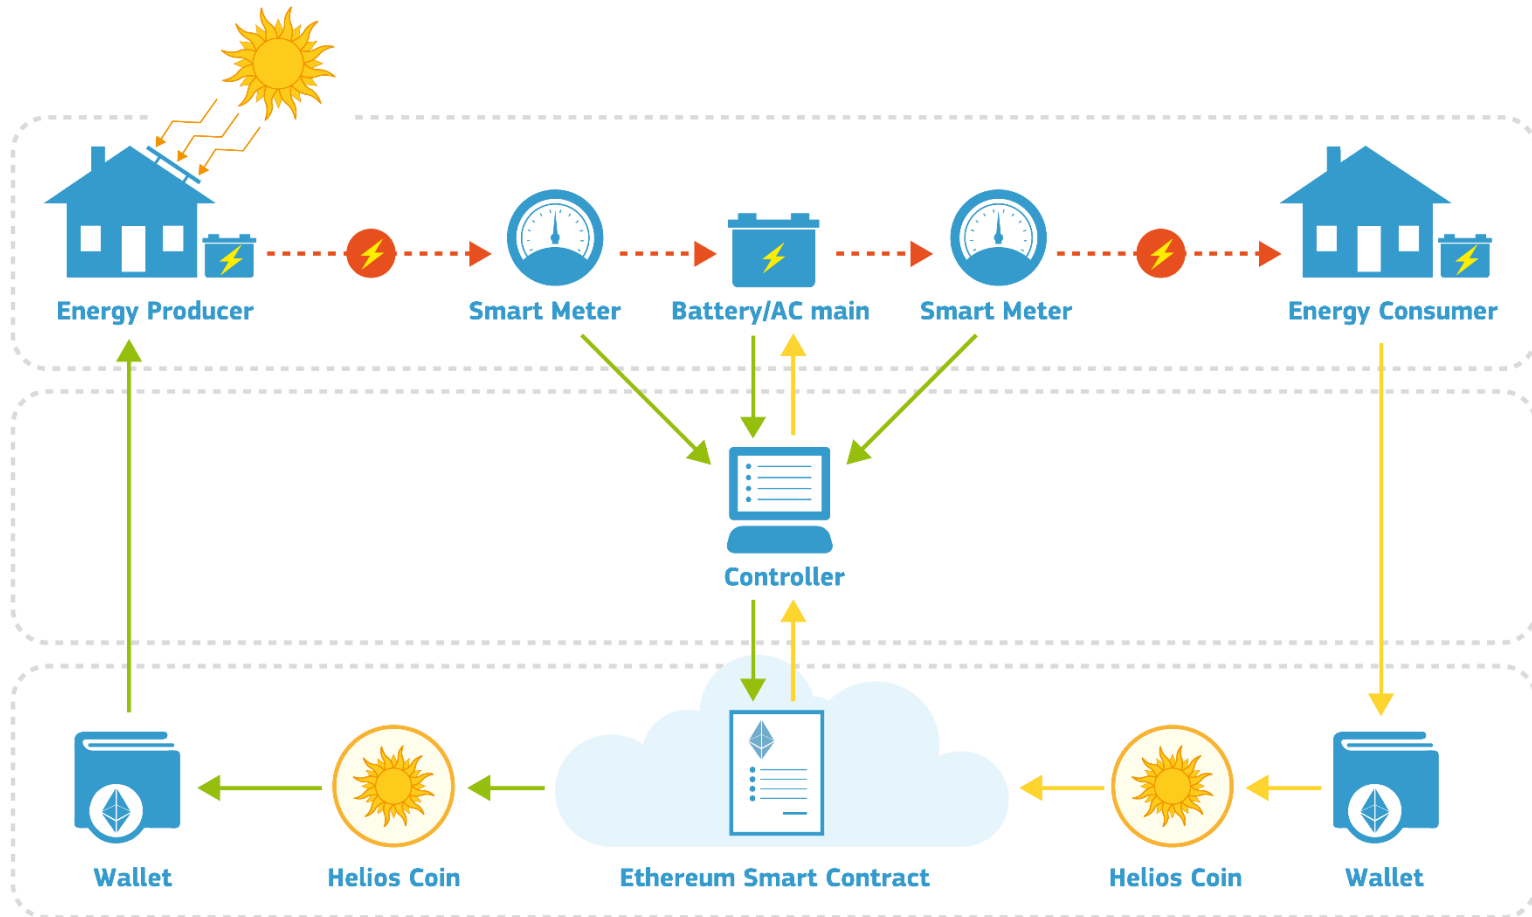 Energy Producer
Smart Meter
Battery/AC main
Smart Meter
Energy Consumer
Controller
Wallet
Helios Coin
Ethereum Smart Contract
Helios Coin
Wallet